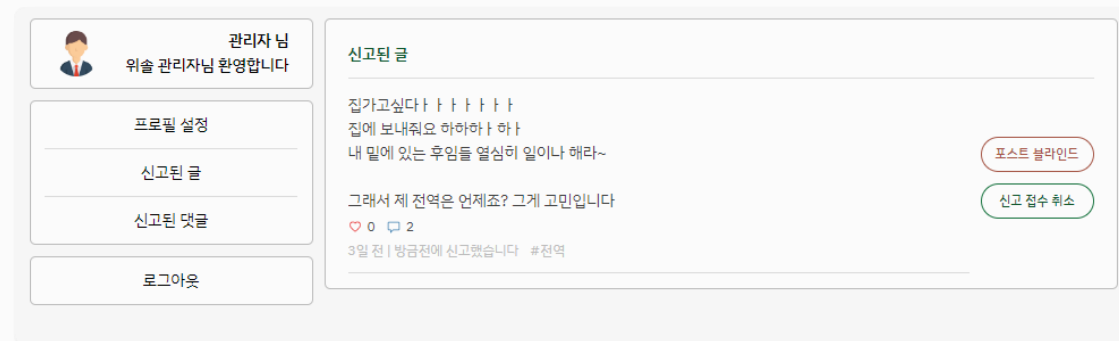 관리자 님
위솔 관리자님 환영합니다
프로필 설정
신고된 글
신고된 댓글
로그아웃
신고된 글
집가고싶다ㅏㅏㅏㅏㅏㅏㅏ
집에 보내줘요 하하하ㅏ하ㅏ
내 밑에 있는 후임들 열심히 일이나 해라~
그래서 제 전역은 언제죠? 그게 고민입니다
0 2
3일 전 | 방금전에 신고했습니다 #전역
포스트 블라인드
신고 접수 취소